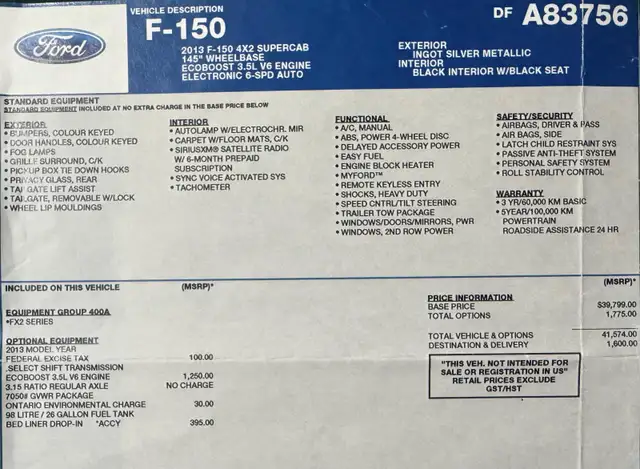 Ford
VEHICLE DESCRIPTION
F-150
2013 F-150 4X2 SUPERCAB
145" WHEELBASE
ECOBOOST 3.5L V6 ENGINE
ELECTRONIC 6-SPD AUTO
DF A83756
EXTERIOR
INGOT SILVER METALLIC
INTERIOR
BLACK INTERIOR W/BLACK SEAT
STANDARD EQUIPMENT
STANDARD EQUIPMENT INCLUDED AT NO EXTRA CHARGE IN THE BASE PRICE BELOW
EXTERIOR
• BUMPERS, COLOUR KEYED
• DOOR HANDLES, COLOUR KEYED
• FOG LAMPS
• GRILLE SURROUND, C/K
• PICKUP BOX TIE DOWN HOOKS
• PRIVACY GLASS, REAR
• TAILGATE LIFT ASSIST
• TAILGATE, REMOVABLE W/LOCK
• WHEEL LIP MOULDINGS
INTERIOR
• AUTOLAMP W/ELECTROCHR. MIR
• CARPET W/FLOOR MATS, C/K
• SIRIUSXM® SATELLITE RADIO
W/ 6-MONTH PREPAID
SUBSCRIPTION
• SYNC VOICE ACTIVATED SYS
• TACHOMETER
FUNCTIONAL
• A/C, MANUAL
• ABS, POWER 4-WHEEL DISC
• DELAYED ACCESSORY POWER
• EASY FUEL
• ENGINE BLOCK HEATER
• MYFORD™
• REMOTE KEYLESS ENTRY
• SHOCKS, HEAVY DUTY
• SPEED CNTRL/TILT STEERING
• TRAILER TOW PACKAGE
• WINDOWS/DOORS/MIRRORS, PWR
• WINDOWS, 2ND ROW POWER
SAFETY/SECURITY
• AIRBAGS, DRIVER & PASS
• AIR BAGS, SIDE
• LATCH CHILD RESTRAINT SYS
• PASSIVE ANTI-THEFT SYSTEM
• PERSONAL SAFETY SYSTEM
• ROLL STABILITY CONTROL
WARRANTY
• 3 YR/60,000 KM BASIC
• 5YEAR/100,000 KM
POWERTRAIN
ROADSIDE ASSISTANCE 24 HR
INCLUDED ON THIS VEHICLE (MSRP)*
EQUIPMENT GROUP 400A
*FX2 SERIES
OPTIONAL EQUIPMENT
2013 MODEL YEAR
FEDERAL EXCISE TAX 100.00
.SELECT SHIFT TRANSMISSION
ECOBOOST 3.5L V6 ENGINE 1,250.00
3.15 RATIO REGULAR AXLE NO CHARGE
7050# GVWR PACKAGE
ONTARIO ENVIRONMENTAL CHARGE 30.00
98 LITRE / 26 GALLON FUEL TANK
BED LINER DROP-IN *ACCY 395.00
(MSRP)*
PRICE INFORMATION
BASE PRICE $39,799.00
TOTAL OPTIONS 1,775.00
TOTAL VEHICLE & OPTIONS 41,574.00
DESTINATION & DELIVERY 1,600.00
"THIS VEH. NOT INTENDED FOR
SALE OR REGISTRATION IN US"
RETAIL PRICES EXCLUDE
GST/HST